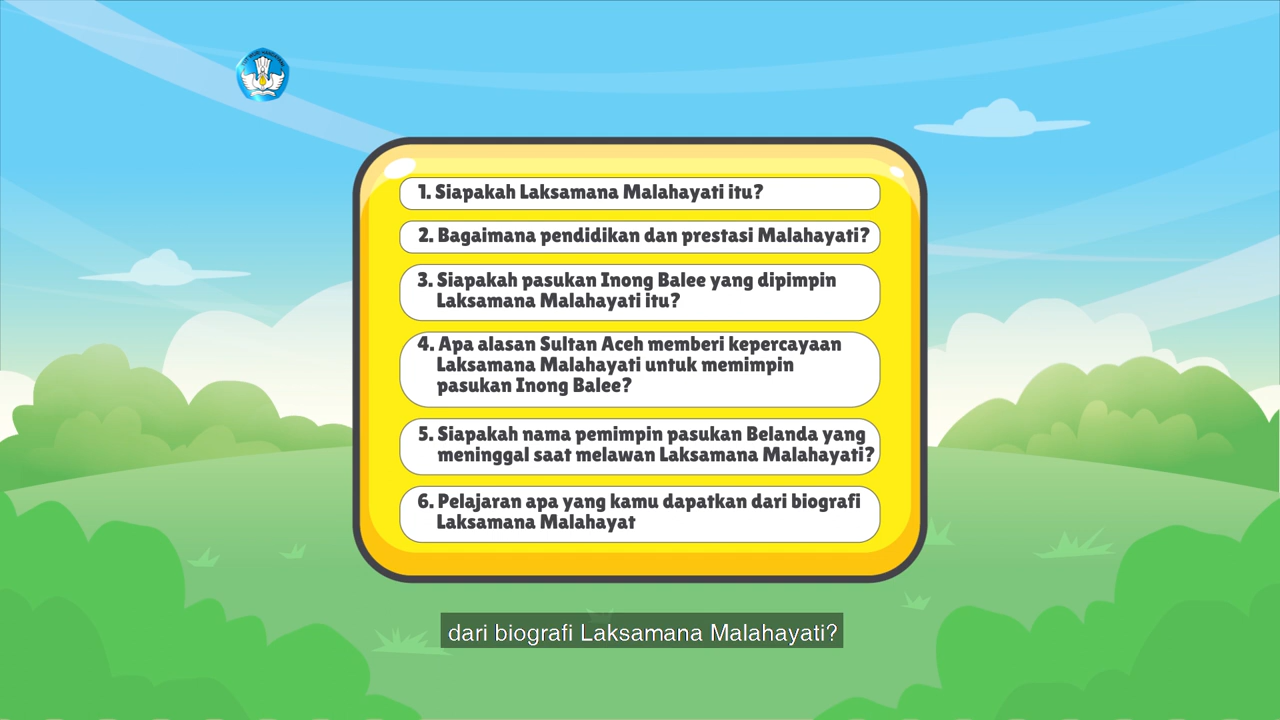 1. Siapakah Laksamana Malahayati itu?
2. Bagaimana pendidikan dan prestasi Malahayati?
3. Siapakah pasukan Inong Balee yang dipimpin
Laksamana Malahayati itu?
4. Apa alasan Sultan Aceh memberi kepercayaan
Laksamana Malahayati untuk memimpin
pasukan Inong Balee?
5. Siapakah nama pemimpin pasukan Belanda yang
meninggal saat melawan Laksamana Malahayati?
6. Pelajaran apa yang kamu dapatkan dari biografi
Laksamana Malahayat
dari biografi Laksamana Malahayati?